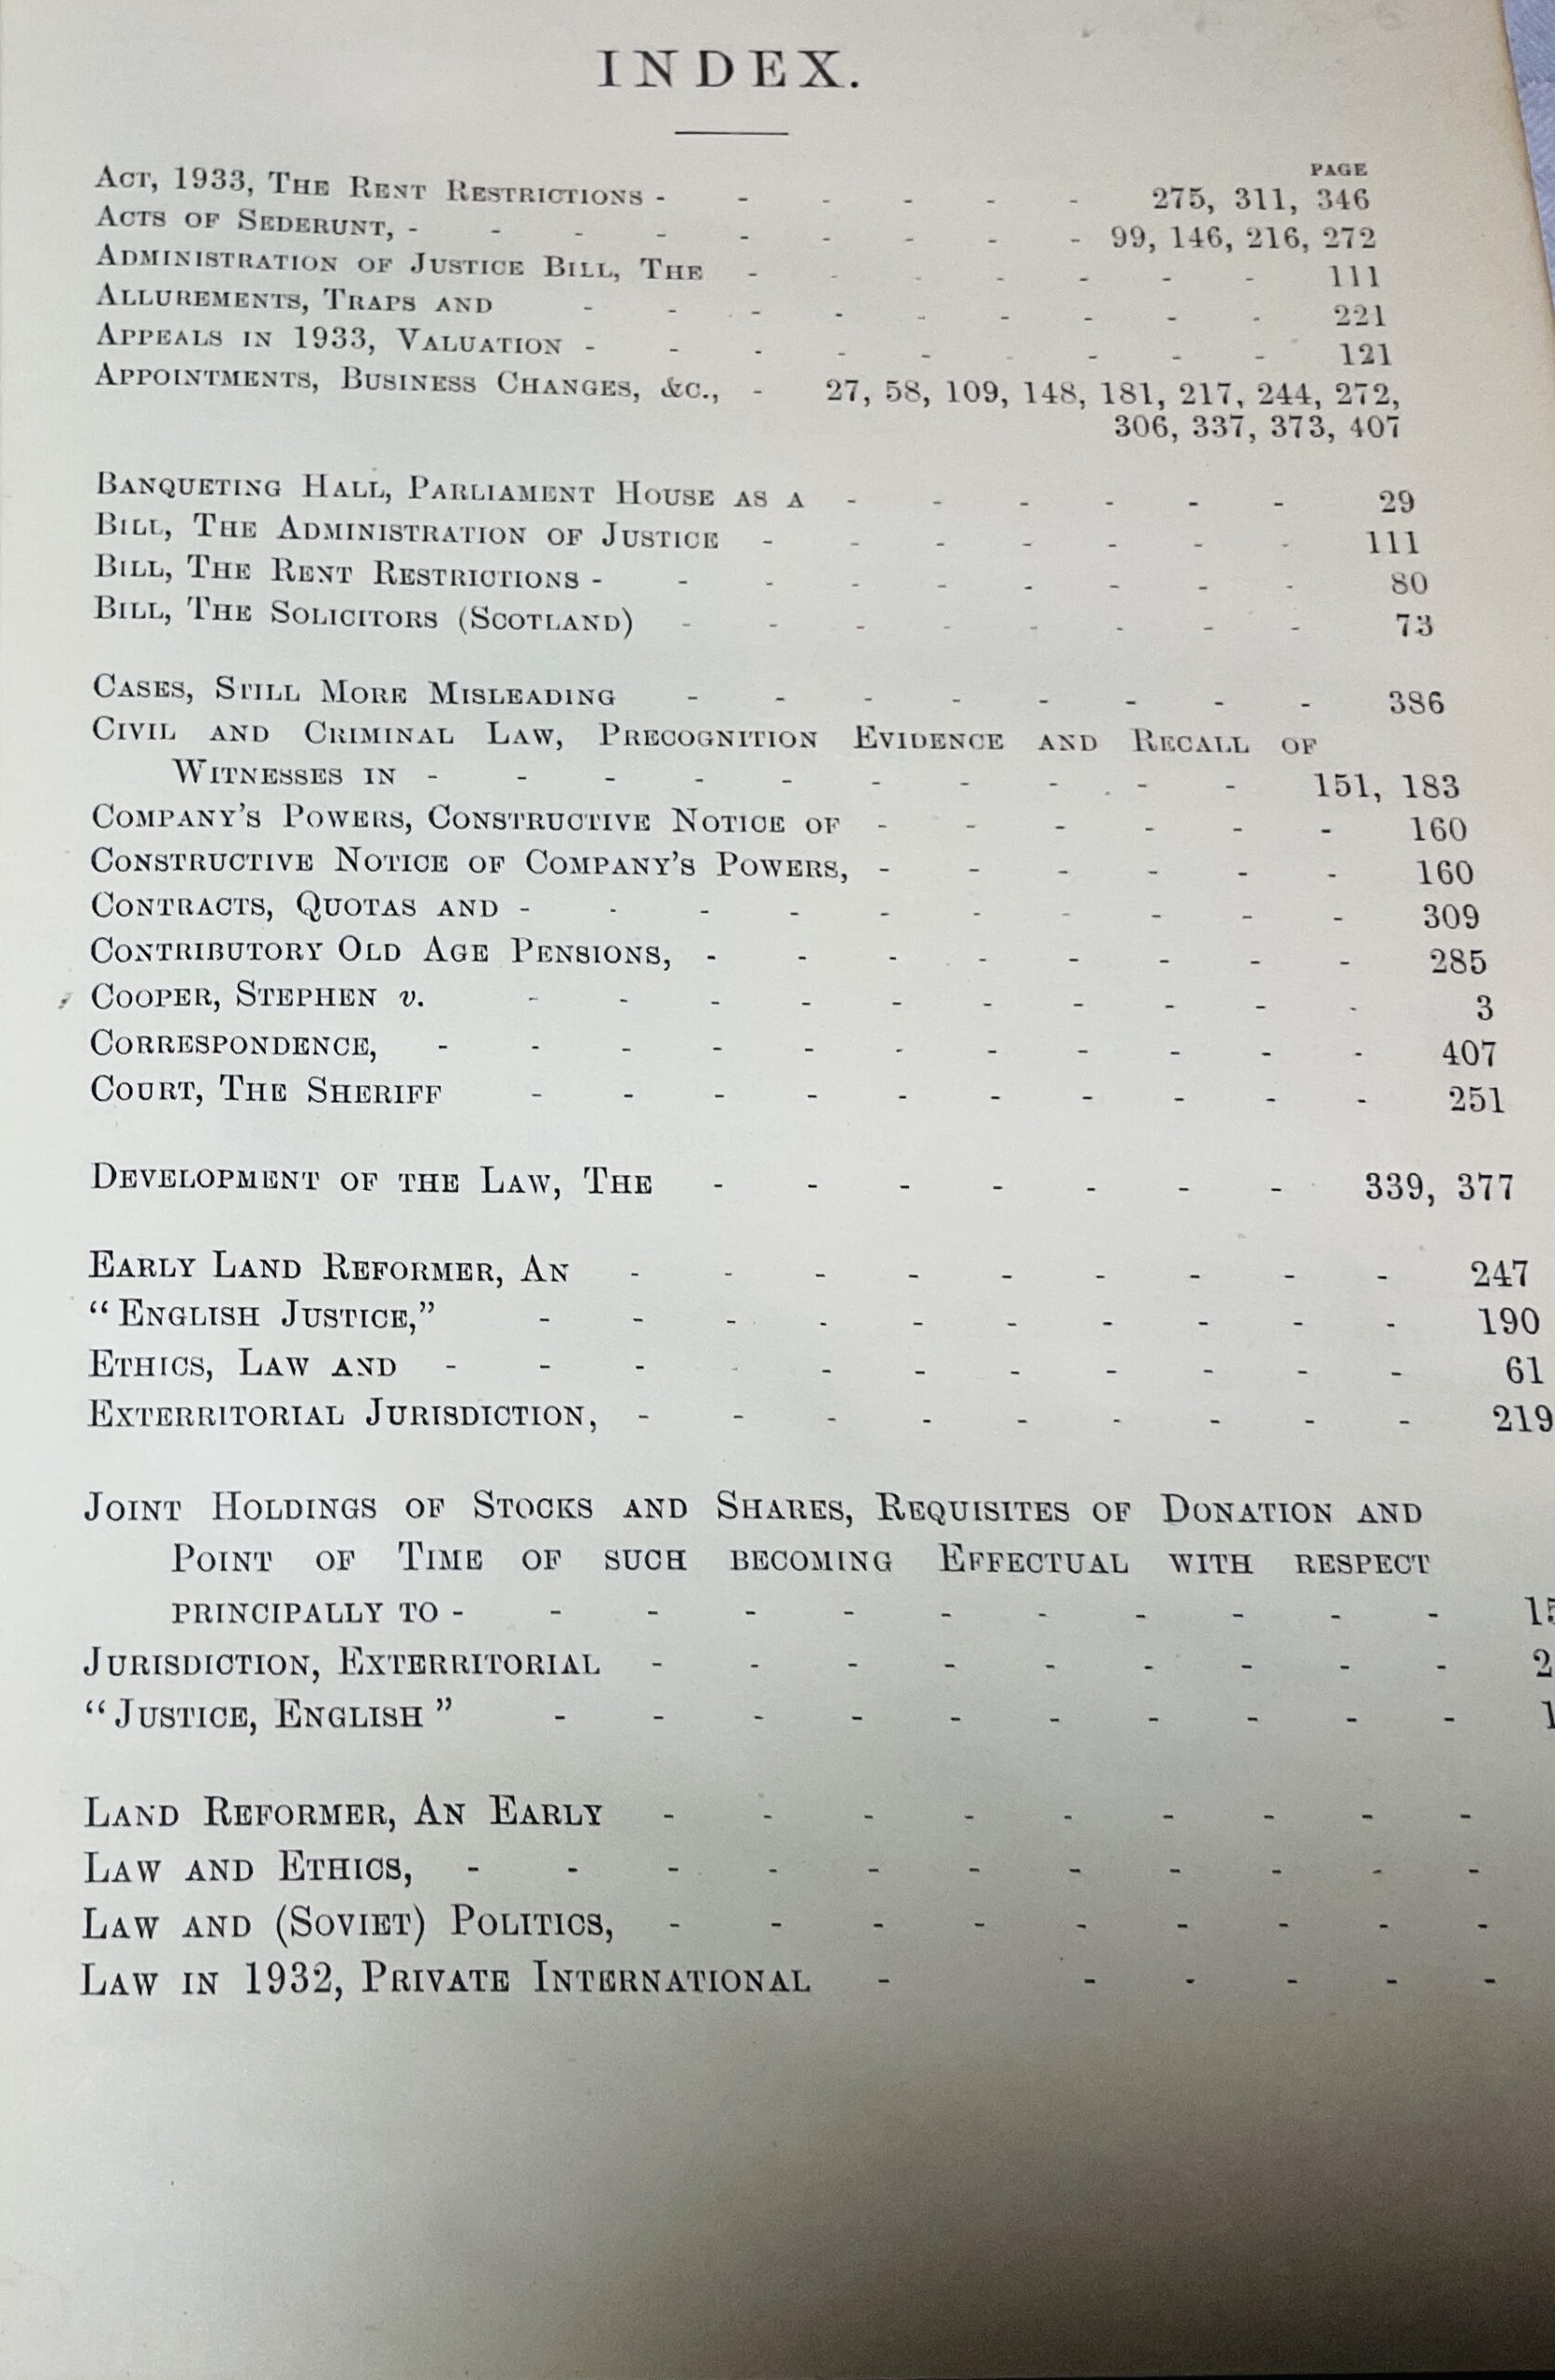 INDEX.
PAGE
ACT, 1933, THE RENT RESTRICTIONS - - - - - - 275, 311, 346
ACTS OF SEDERUNT, - - - - - - - - - 99, 146, 216, 272
ADMINISTRATION OF JUSTICE BILL, THE - - - - - - - 111
ALLUREMENTS, TRAPS AND - - - - - - - - - 221
APPEALS IN 1933, VALUATION - - - - - - - - - 121
APPOINTMENTS, BUSINESS CHANGES, &C., - 27, 58, 109, 148, 181, 217, 244, 272,
306, 337, 373, 407
BANQUETING HALL, PARLIAMENT HOUSE AS A - - - - - - 29
BILL, THE ADMINISTRATION OF JUSTICE - - - - - - - 111
BILL, THE RENT RESTRICTIONS - - - - - - - - - 80
BILL, THE SOLICITORS (SCOTLAND) - - - - - - - - 73
CASES, STILL MORE MISLEADING - - - - - - - - 386
CIVIL AND CRIMINAL LAW, PRECOGNITION EVIDENCE AND RECALL OF
WITNESSES IN - - - - - - - - - - 151, 183
COMPANY'S POWERS, CONSTRUCTIVE NOTICE OF - - - - - - 160
CONSTRUCTIVE NOTICE OF COMPANY'S POWERS, - - - - - - 160
CONTRACTS, QUOTAS AND - - - - - - - - - - 309
CONTRIBUTORY OLD AGE PENSIONS, - - - - - - - - 285
COOPER, STEPHEN v. - - - - - - - - - - 3
CORRESPONDENCE, - - - - - - - - - - - 407
COURT, THE SHERIFF - - - - - - - - - - 251
DEVELOPMENT OF THE LAW, THE - - - - - - - 339, 377
EARLY LAND REFORMER, AN - - - - - - - - - 247
"ENGLISH JUSTICE," - - - - - - - - - - 190
ETHICS, LAW AND - - - - - - - - - - - 61
EXTERRITORIAL JURISDICTION, - - - - - - - - - 219
JOINT HOLDINGS OF STOCKS AND SHARES, REQUISITES OF DONATION AND
POINT OF TIME OF SUCH BECOMING EFFECTUAL WITH RESPECT
PRINCIPALLY TO - - - - - - - - - - -
JURISDICTION, EXTERRITORIAL - - - - - - - - -
"JUSTICE, ENGLISH" - - - - - - - - - -
LAND REFORMER, AN EARLY - - - - - - - - -
LAW AND ETHICS, - - - - - - - - - - -
LAW AND (SOVIET) POLITICS, - - - - - - - - -
LAW IN 1932, PRIVATE INTERNATIONAL - - - - - -